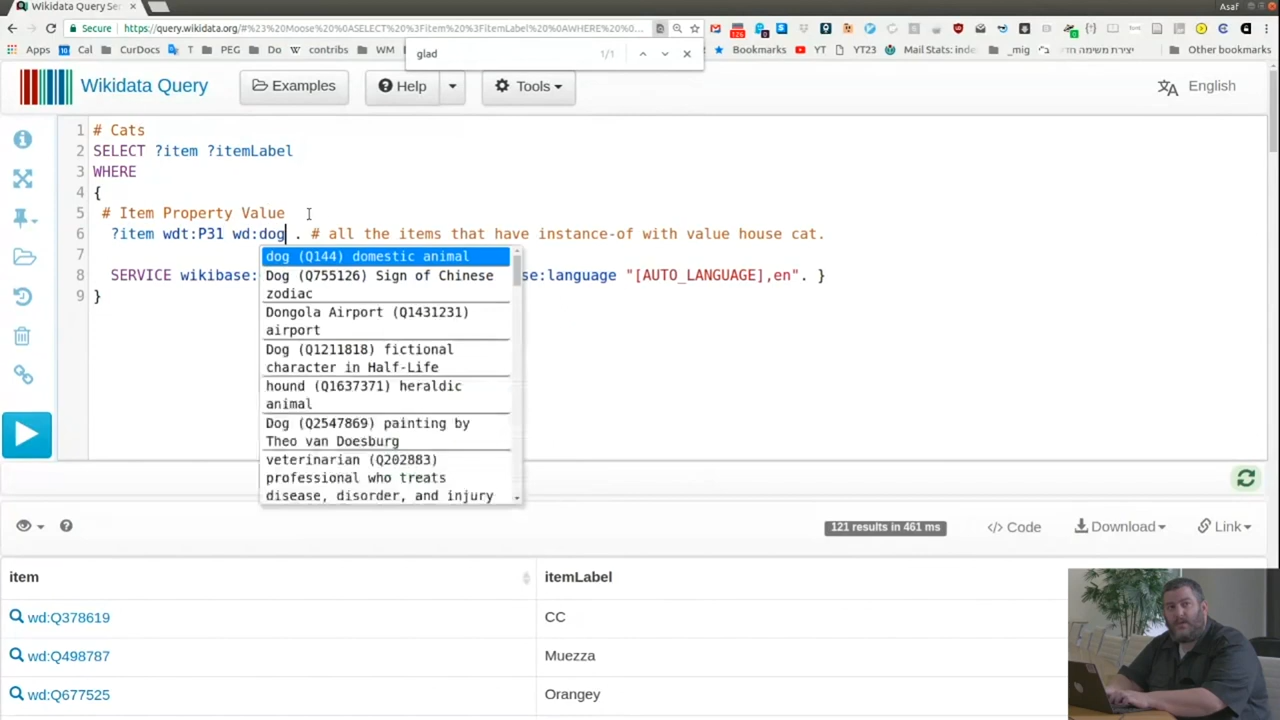 Wikidata Query Ser
Asaf
Secure
https://query.wikidata.org/#%23%20Moose%20%0ASELECT%20%3Fitem%20%3FitemLabel%20%0AWHERE%20%0...
Apps
Cal
CurDocs
T
PEG
Do
contribs
WM
Bookmarks
YT
YT23
Mail Stats: inde
_mig
Other bookmarks
glad
1/1
Wikidata Query
Examples
Help
Tools
English
1 # Cats
2 SELECT ?item ?itemLabel
3 WHERE
4 {
5 # Item Property Value
6 ?item wdt:P31 wd:dog . # all the items that have instance-of with value house cat.
7
8 SERVICE wikibase: se:language "[AUTO_LANGUAGE],en". }
9 }
dog (Q144) domestic animal
Dog (Q755126) Sign of Chinese
zodiac
Dongola Airport (Q1431231)
airport
Dog (Q1211818) fictional
character in Half-Life
hound (Q1637371) heraldic
animal
Dog (Q2547869) painting by
Theo van Doesburg
veterinarian (Q202883)
professional who treats
disease, disorder, and injury
121 results in 461 ms
</> Code
Download
Link
item
itemLabel
wd:Q378619
CC
wd:Q498787
Muezza
wd:Q677525
Orangey